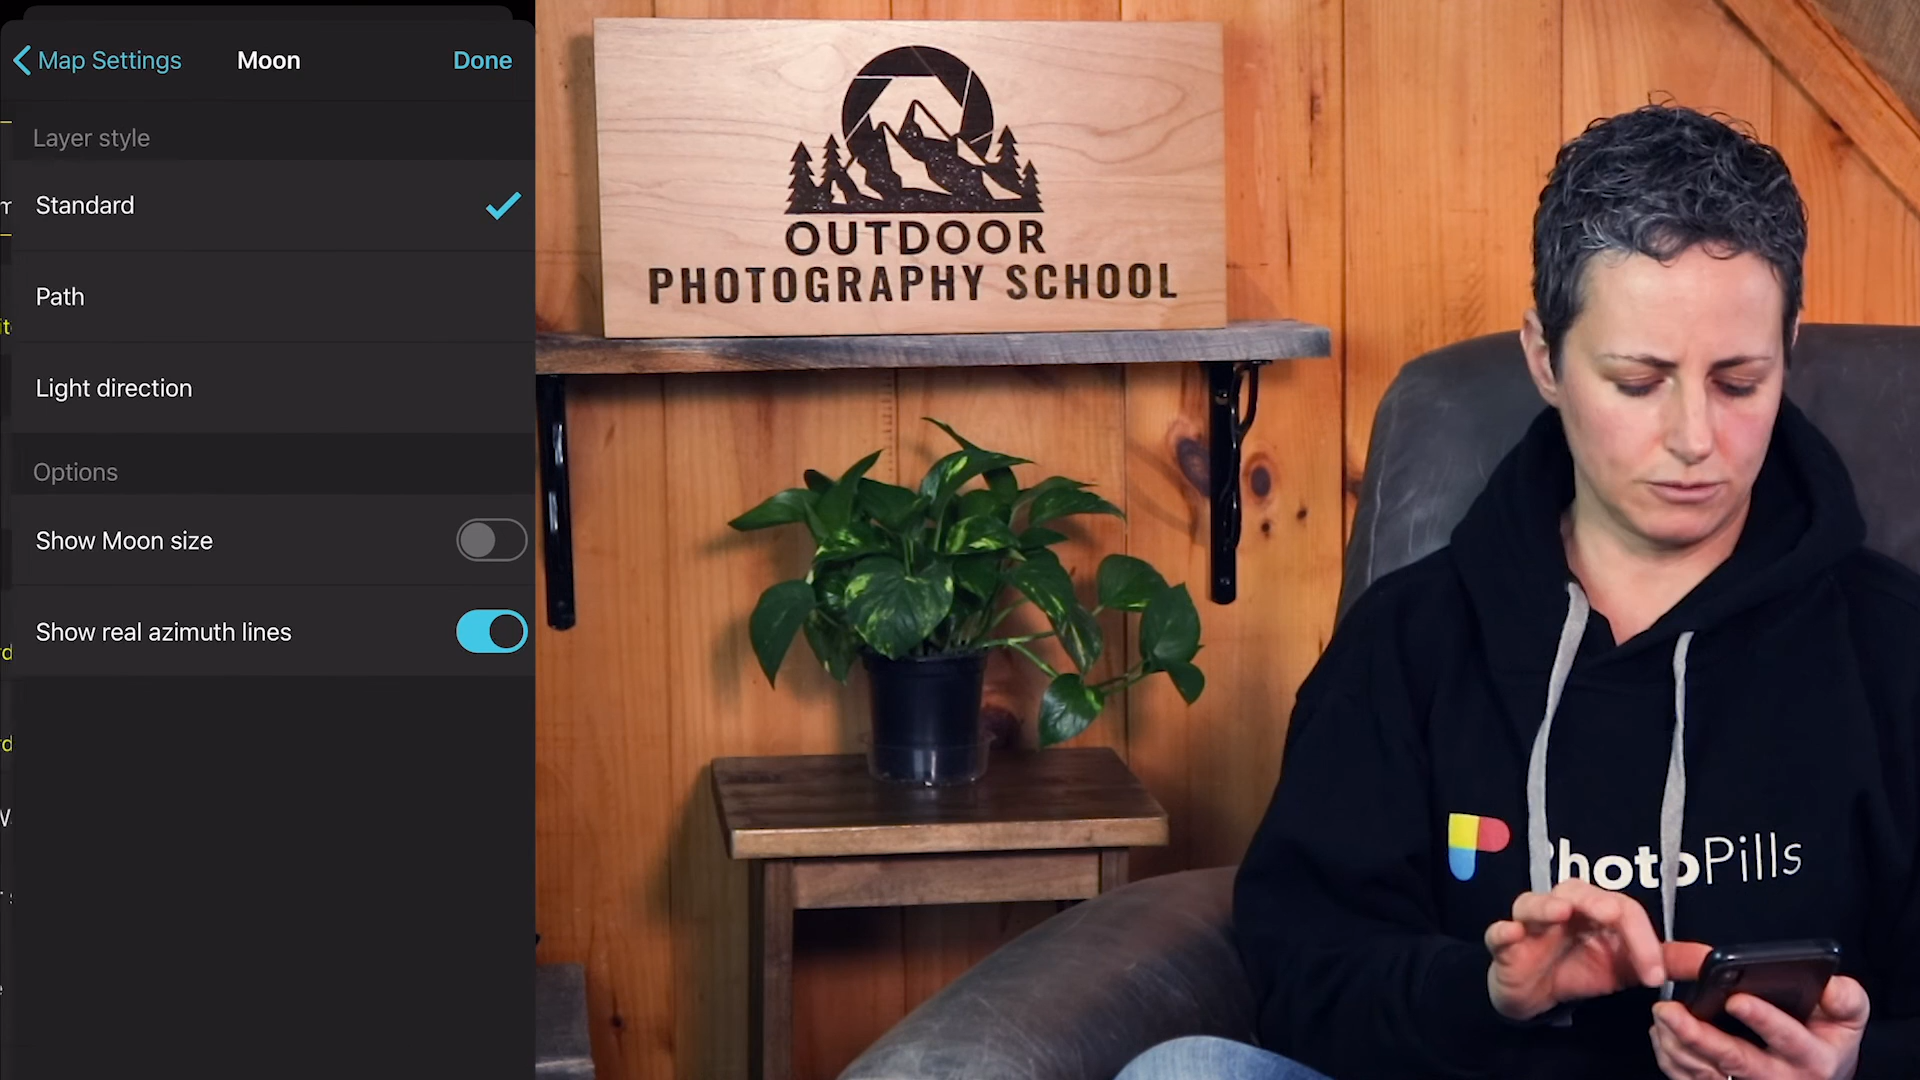 Map Settings
Moon
Done
Layer style
Standard
Path
Light direction
Options
Show Moon size
Show real azimuth lines
OUTDOOR
PHOTOGRAPHY SCHOOL
PhotoPills